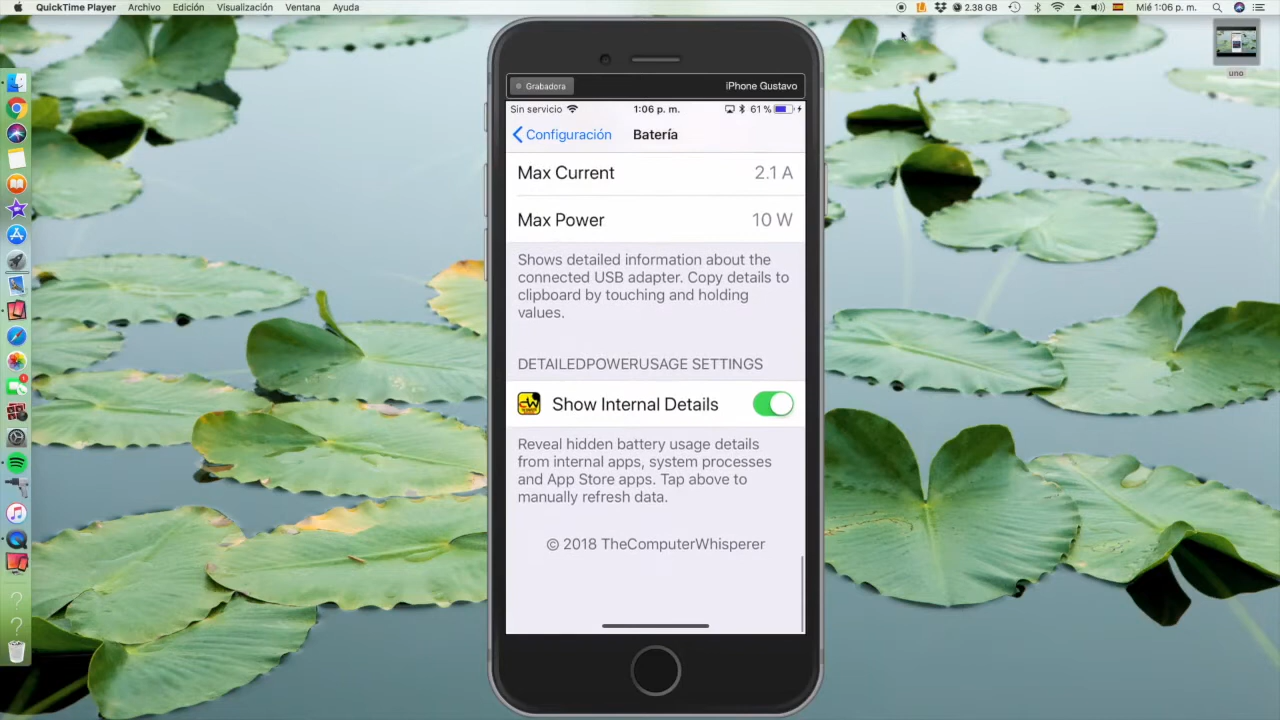 QuickTime Player Archivo Edición Visualización Ventana Ayuda 2.38 GB Mié 1:06 p. m.
uno
Grabadora iPhone Gustavo
Sin servicio 1:06 p. m. 61 %
Configuración Batería
Max Current 2.1 A
Max Power 10 W
Shows detailed information about the
connected USB adapter. Copy details to
clipboard by touching and holding
values.
DETAILEDPOWERUSAGE SETTINGS
Show Internal Details
Reveal hidden battery usage details
from internal apps, system processes
and App Store apps. Tap above to
manually refresh data.
© 2018 TheComputerWhisperer